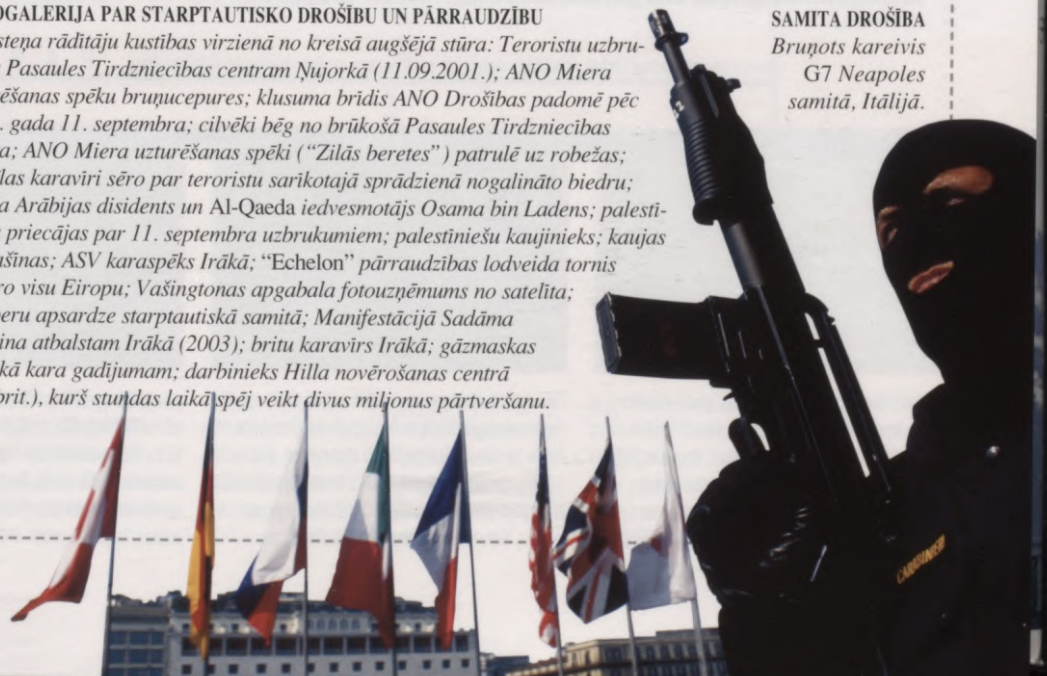 OGALERIJA PAR STARPTAUTISKO DROŠĪBU UN PĀRRAUDZĪBU
steņa rādītāju kustības virzienā no kreisā augšējā stūra: Teroristu uzbru-
Pasaules Tirdzniecības centram Ņujorkā (11.09.2001.); ANO Miera
ēšanas spēku bruņucepures; klusuma brīdis ANO Drošības padomē pēc
. gada 11. septembra; cilvēki bēg no brūkošā Pasaules Tirdzniecības
a; ANO Miera uzturēšanas spēki (“Zilās beretes”) patrulē uz robežas;
las karavīri sēro par teroristu sarīkotajā sprādzienā nogalināto biedru;
a Arābijas disidents un Al-Qaeda iedvesmotājs Osama bin Ladens; palestī-
priecājas par 11. septembra uzbrukumiem; palestīniešu kaujinieks; kaujas
ašīnas; ASV karaspēks Irākā; “Echelon” pārraudzības lodveida tornis
ro visu Eiropu; Vašingtonas apgabala fotouzņēmums no satelīta;
peru apsardze starptautiskā samitā; Manifestācijā Sadāma
ina atbalstam Irākā (2003); britu karavīrs Irākā; gāzmaskas
kā kara gadījumam; darbinieks Hilla novērošanas centrā
brit.), kurš stundas laikā spēj veikt divus miljonus pārtveršanu.
SAMITA DROŠĪBA
Bruņots kareivis
G7 Neapoles
samitā, Itālijā.
CARABINIERI